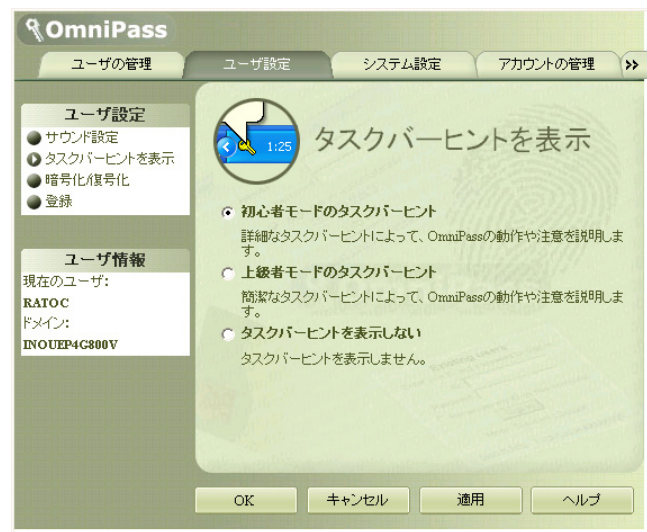 OmniPass
ユーザの管理
ユーザ設定
システム設定
アカウントの管理
ユーザ設定
サウンド設定
タスクバーヒントを表示
暗号化/復号化
登録
ユーザ情報
現在のユーザ:
RATOC
ドメイン:
INOUEP4G800V
1:25
タスクバーヒントを表示
初心者モードのタスクバーヒント
詳細なタスクバーヒントによって、OmniPassの動作や注意を説明しま
す。
上級者モードのタスクバーヒント
簡潔なタスクバーヒントによって、OmniPassの動作や注意を説明しま
す。
タスクバーヒントを表示しない
タスクバーヒントを表示しません。
OK
キャンセル
適用
ヘルプ